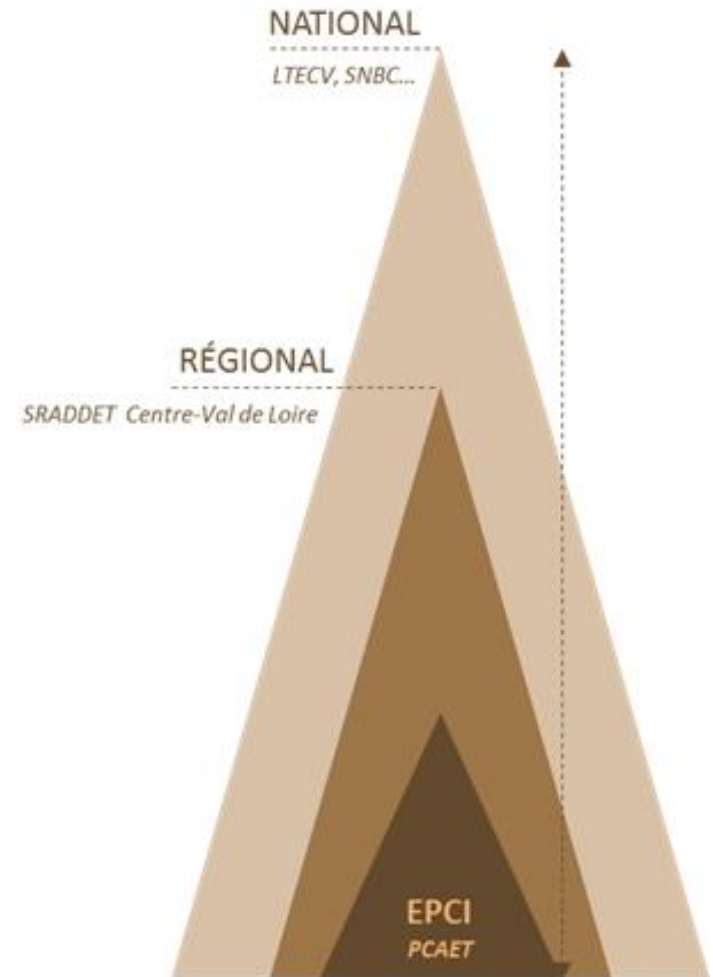 NATIONAL
LTECV, SNBC...
RÉGIONAL
SRADDET Centre-Val de Loire
EPCI
PCAET